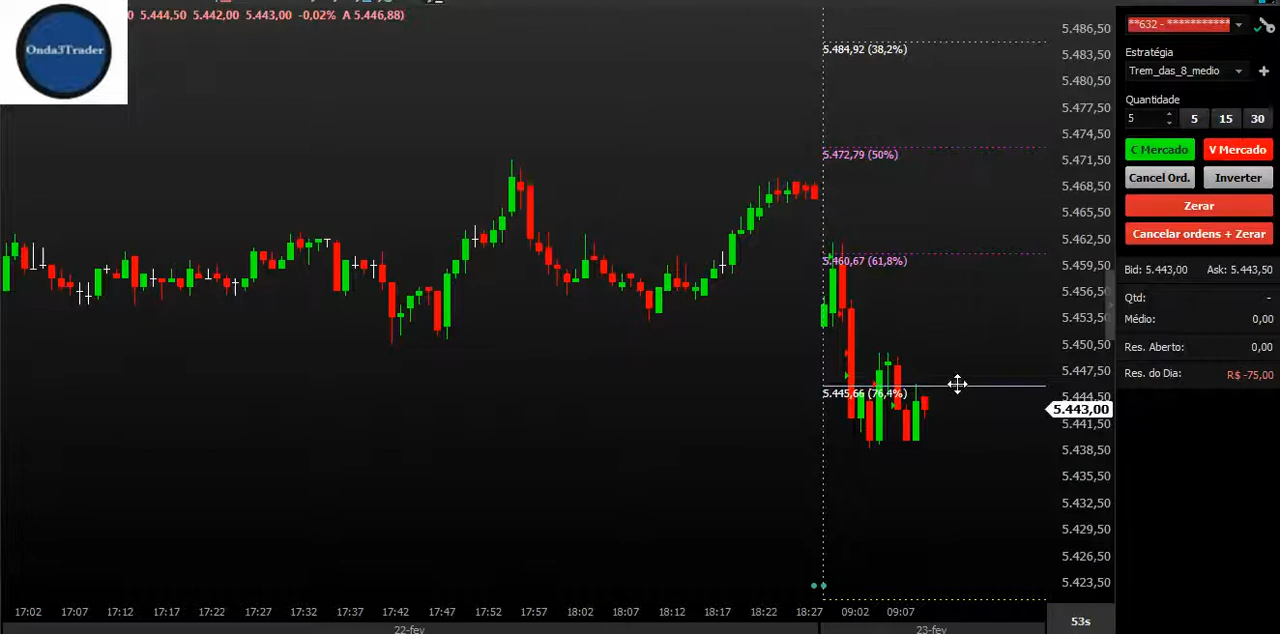 0 5.444,50 5.442,00 5.443,00 -0,02% A 5.446,88)
Onda3Trader
5.484,92 (38,2%)
5.472,79 (50%)
5.460,67 (61,8%)
5.445,66 (76,4%)
5.486,50
5.483,50
5.480,50
5.477,50
5.474,50
5.471,50
5.468,50
5.465,50
5.462,50
5.459,50
5.456,50
5.453,50
5.450,50
5.447,50
5.444,50
5.443,00
5.441,50
5.438,50
5.435,50
5.432,50
5.429,50
5.426,50
5.423,50
17:02 17:07 17:12 17:17 17:22 17:27 17:32 17:37 17:42 17:47 17:52 17:57 18:02 18:07 18:12 18:17 18:22 18:27 09:02 09:07
53s
22-fev 23-fev
**632 - ***********
Estratégia
Trem_das_8_medio
Quantidade
5 5 15 30
C Mercado V Mercado
Cancel Ord. Inverter
Zerar
Cancelar ordens + Zerar
Bid: 5.443,00 Ask: 5.443,50
Qtd: -
Médio: 0,00
Res. Aberto: 0,00
Res. do Dia: R$ -75,00